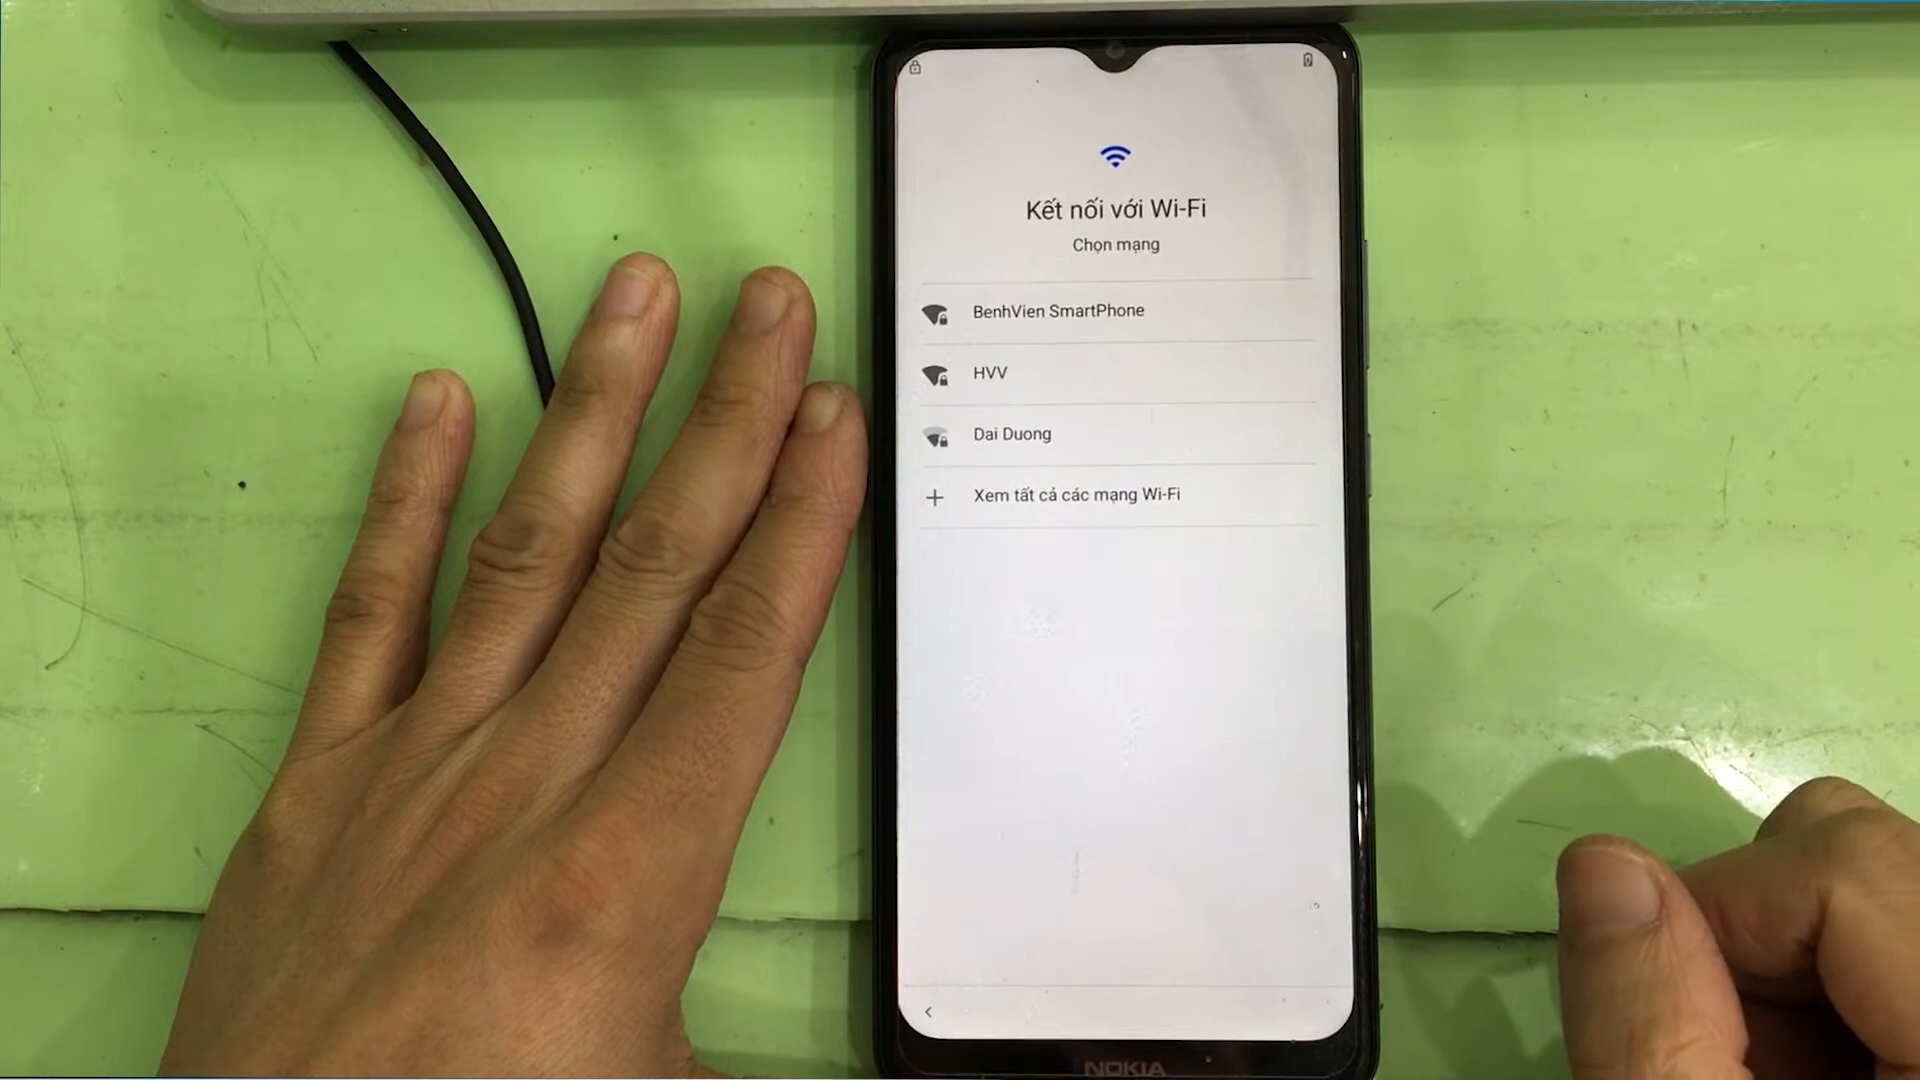 Kết nối với Wi-Fi
Chọn mạng
BenhVien SmartPhone
HVV
Dai Duong
Xem tất cả các mạng Wi-Fi
NOKIA